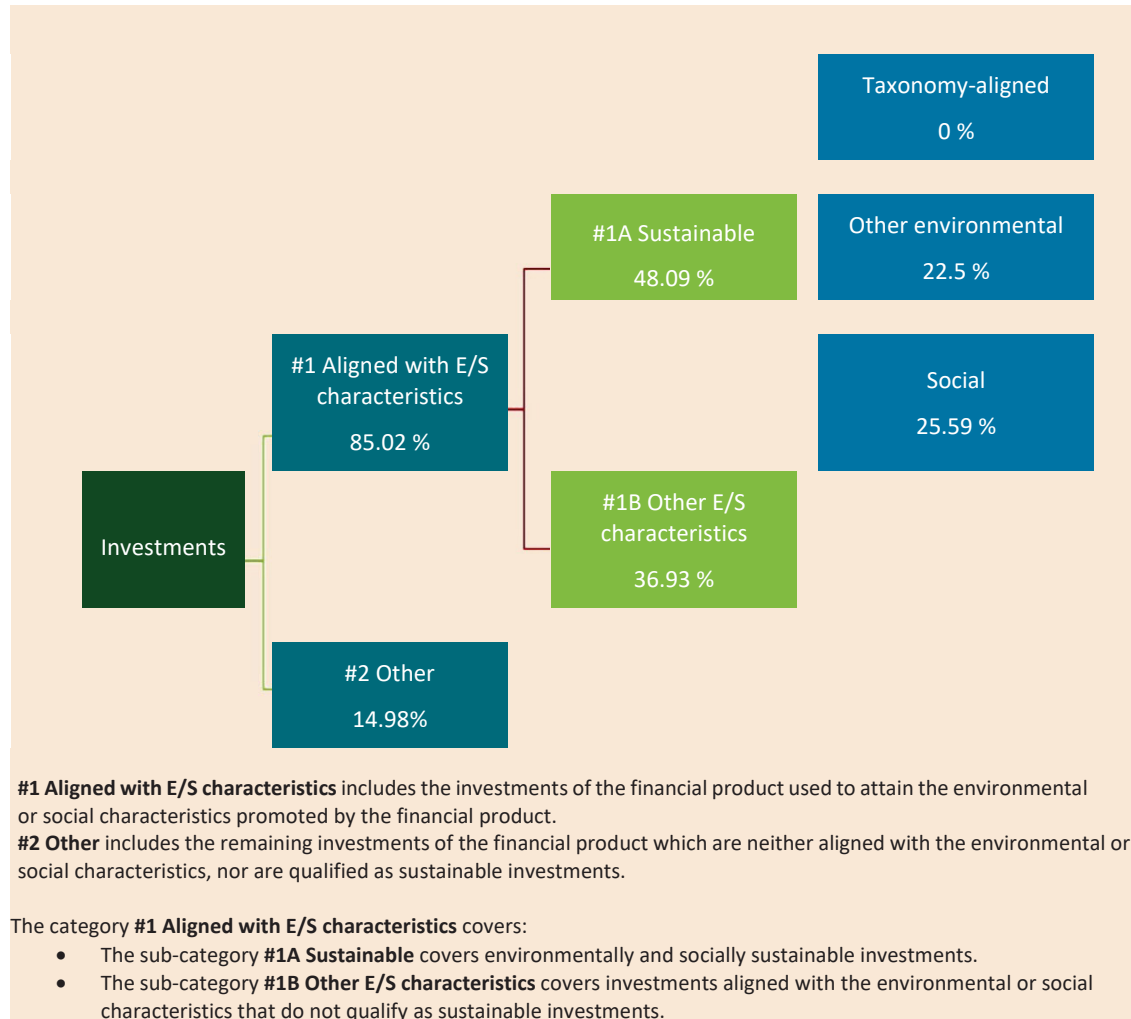 Taxonomy-aligned
0 %
#1A Sustainable
48.09 %
Other environmental
22.5 %
#1 Aligned with E/S
characteristics
85.02 %
Social
25.59 %
Investments
#1B Other E/S
characteristics
36.93 %
#2 Other
14.98%
#1 Aligned with E/S characteristics includes the investments of the financial product used to attain the environmental
or social characteristics promoted by the financial product.
#2 Other includes the remaining investments of the financial product which are neither aligned with the environmental or
social characteristics, nor are qualified as sustainable investments.
The category #1 Aligned with E/S characteristics covers:
• The sub-category #1A Sustainable covers environmentally and socially sustainable investments.
• The sub-category #1B Other E/S characteristics covers investments aligned with the environmental or social
characteristics that do not qualify as sustainable investments.